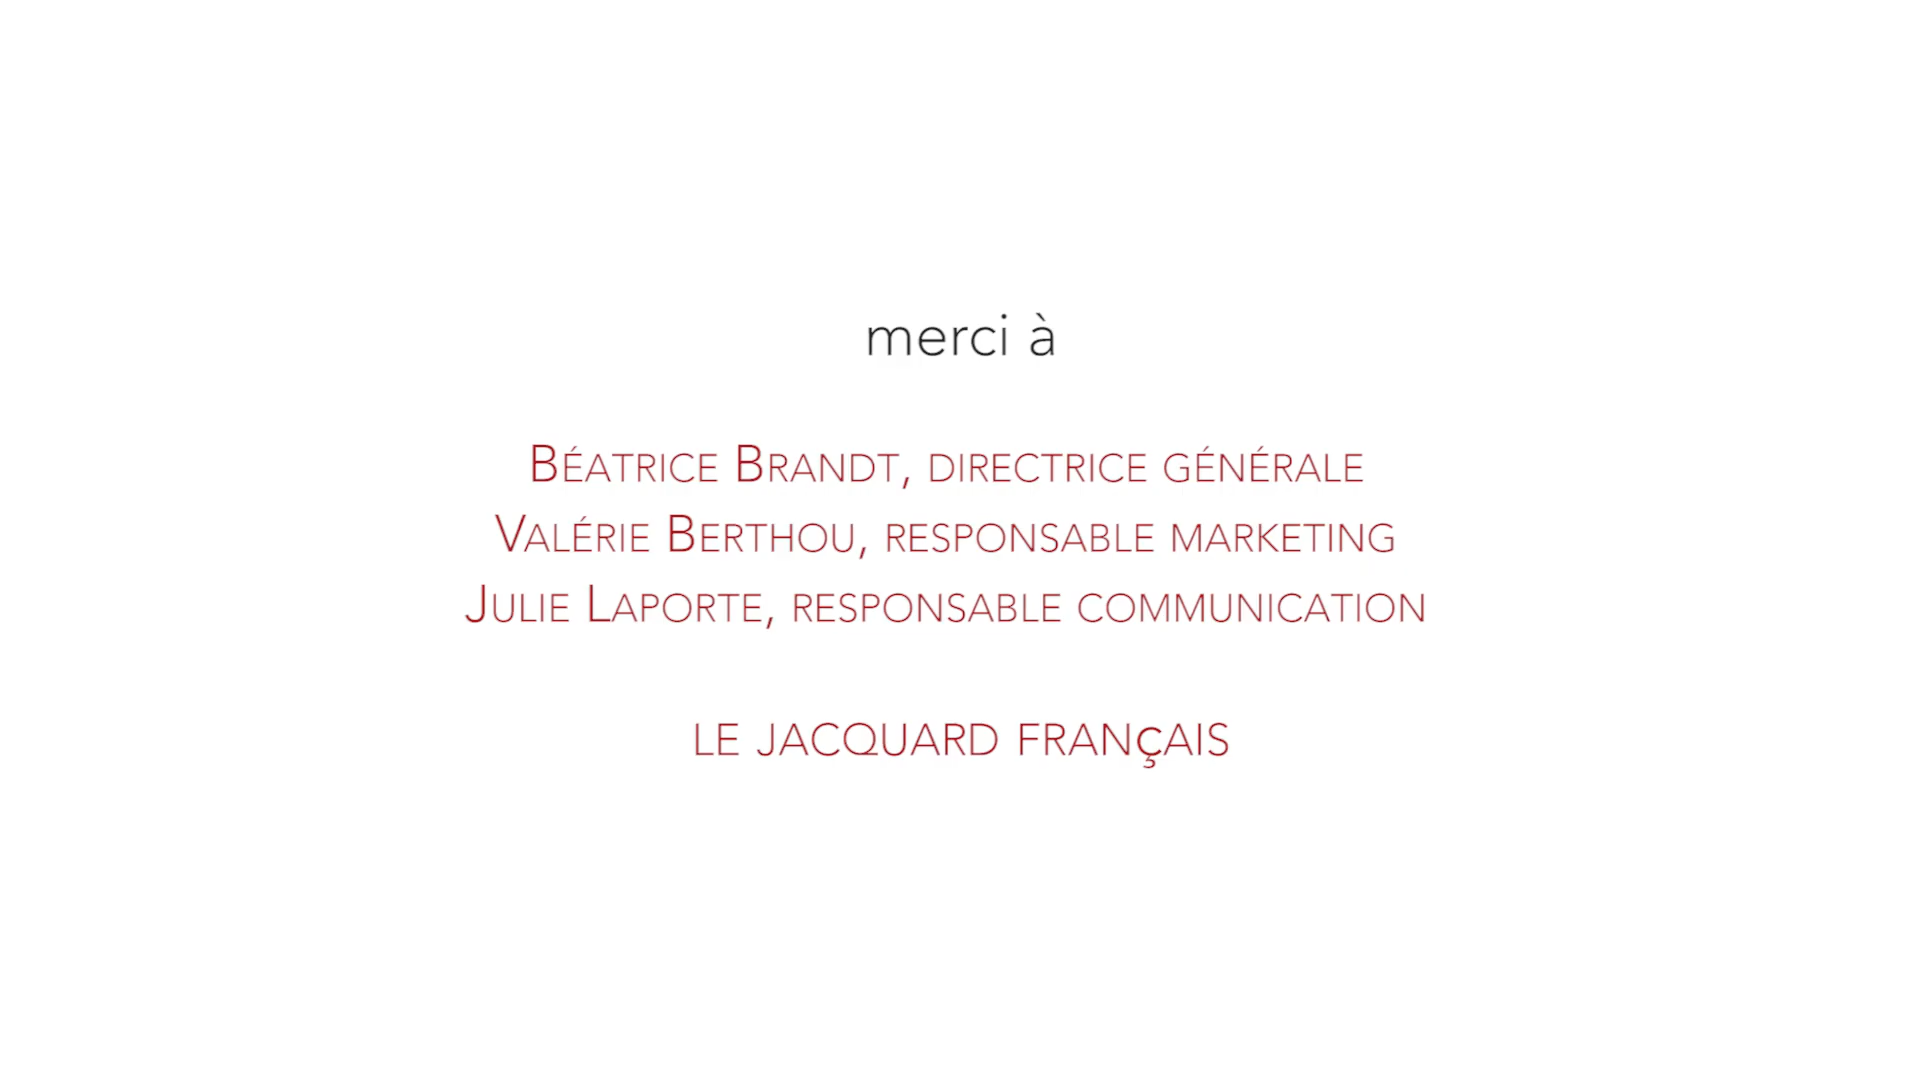 merci à
Béatrice Brandt, directrice générale
Valérie Berthou, responsable marketing
Julie Laporte, responsable communication
LE JACQUARD FRANçAIS